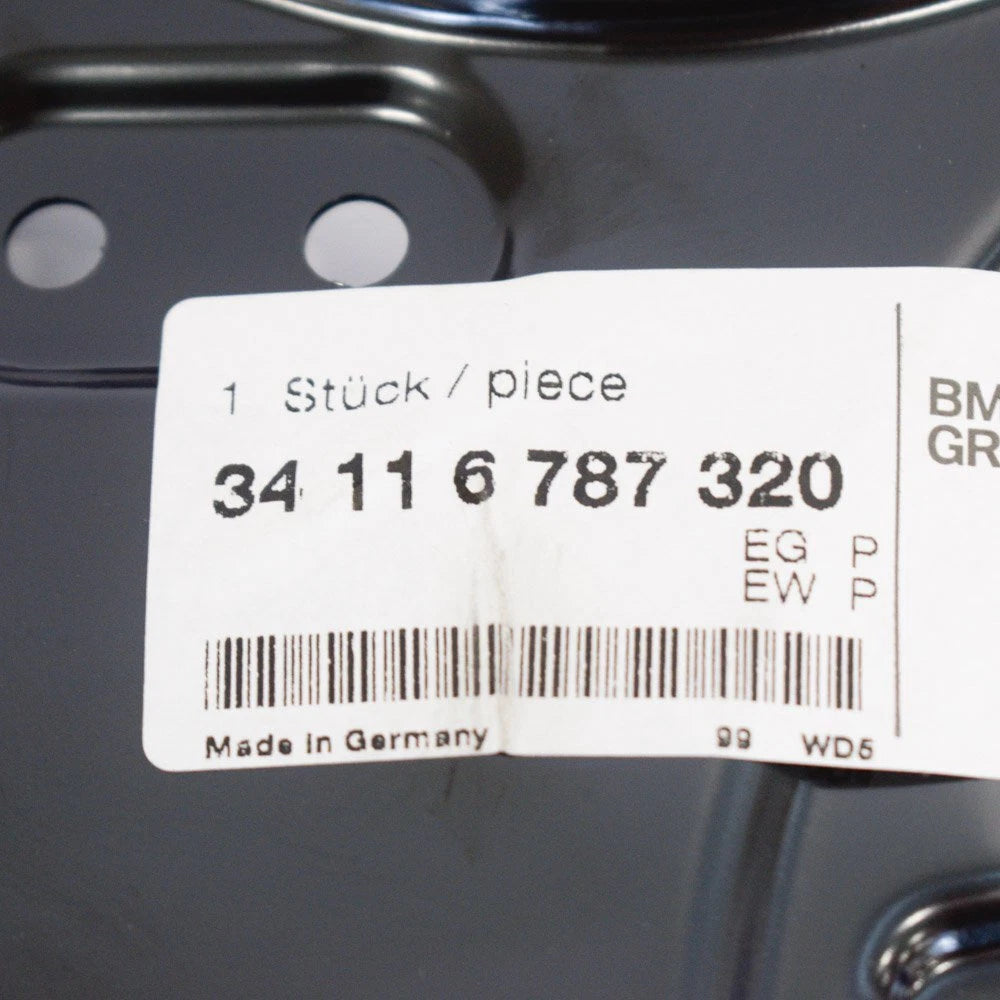 1 Stück / piece
34 11 6 787 320
EG P
EW P
Made in Germany 99 WD5
BM
GR